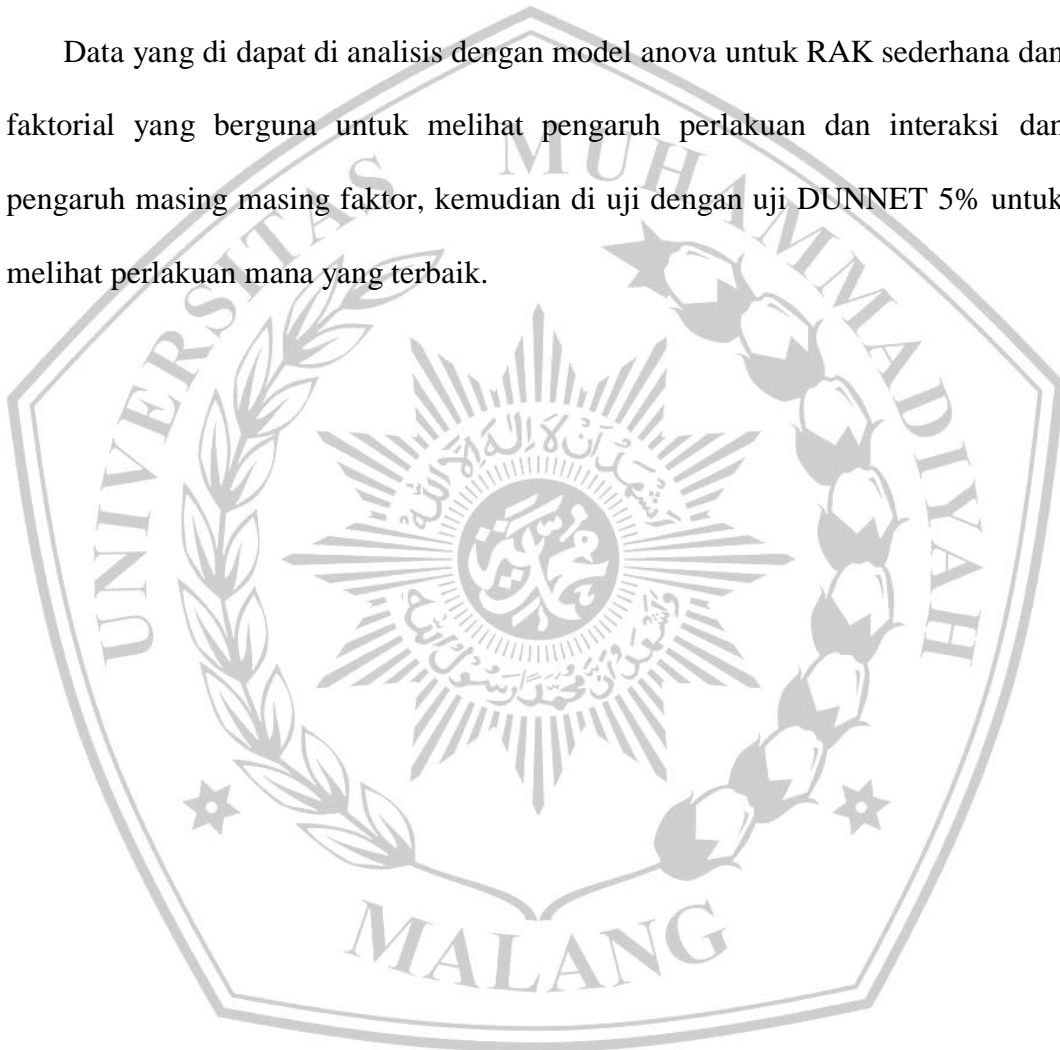 Data yang di dapat di analisis dengan model anova untuk RAK sederhana dan
faktorial yang berguna untuk melihat pengaruh perlakuan dan interaksi dan
pengaruh masing masing faktor, kemudian di uji dengan uji DUNNET 5% untuk
melihat perlakuan mana yang terbaik.
UNIVERSITAS MUHAMMADIYAH
MALANG